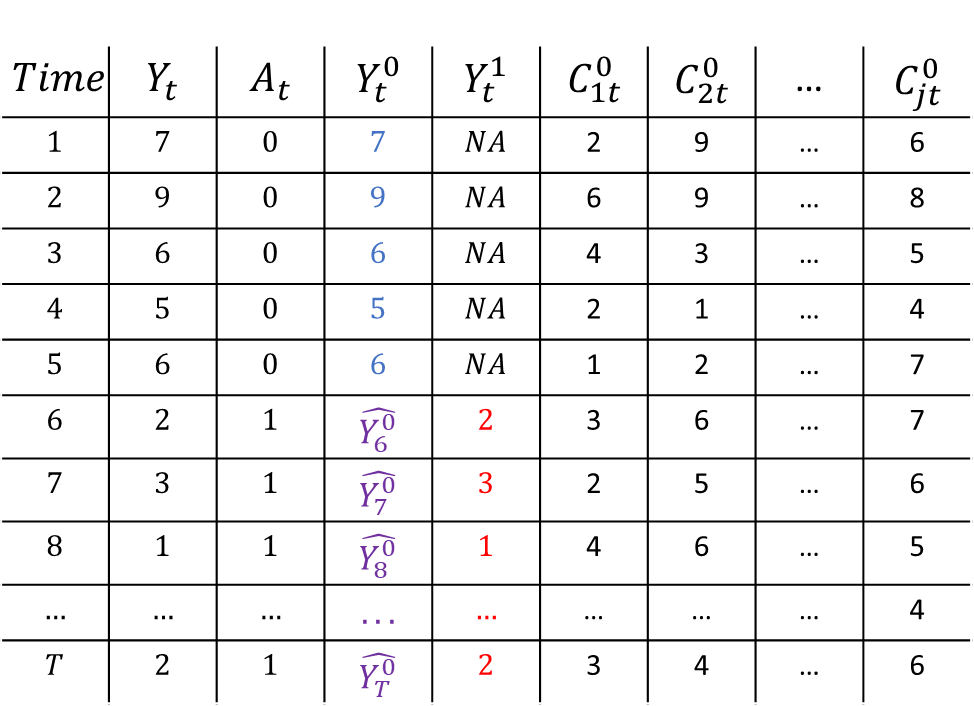 Time Y_t A_t Y_t^0 Y_t^1 C_{1t}^0 C_{2t}^0 ... C_{jt}^0
1 7 0 7 NA 2 9 ... 6
2 9 0 9 NA 6 9 ... 8
3 6 0 6 NA 4 3 ... 5
4 5 0 5 NA 2 1 ... 4
5 6 0 6 NA 1 2 ... 7
6 2 1 \widehat{Y_6^0} 2 3 6 ... 7
7 3 1 \widehat{Y_7^0} 3 2 5 ... 6
8 1 1 \widehat{Y_8^0} 1 4 6 ... 5
... ... ... ... ... ... ... ... 4
T 2 1 \widehat{Y_T^0} 2 3 4 ... 6